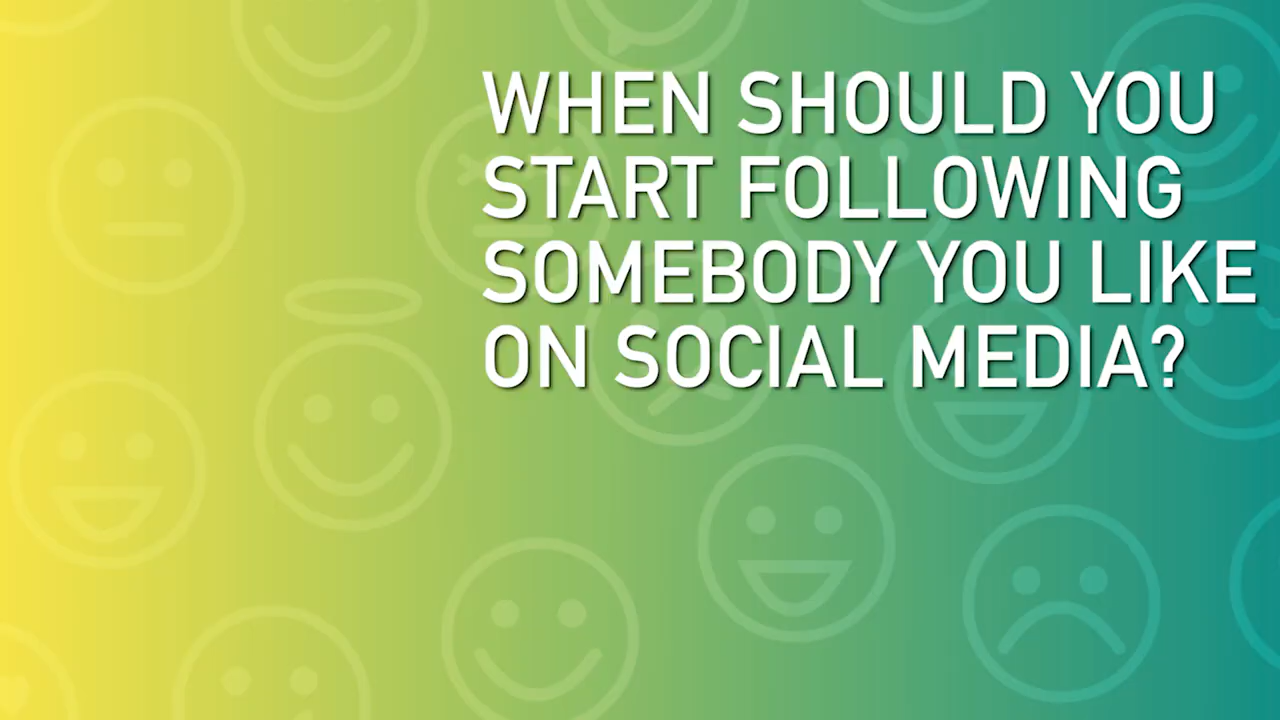 WHEN SHOULD YOU
START FOLLOWING
SOMEBODY YOU LIKE
ON SOCIAL MEDIA?